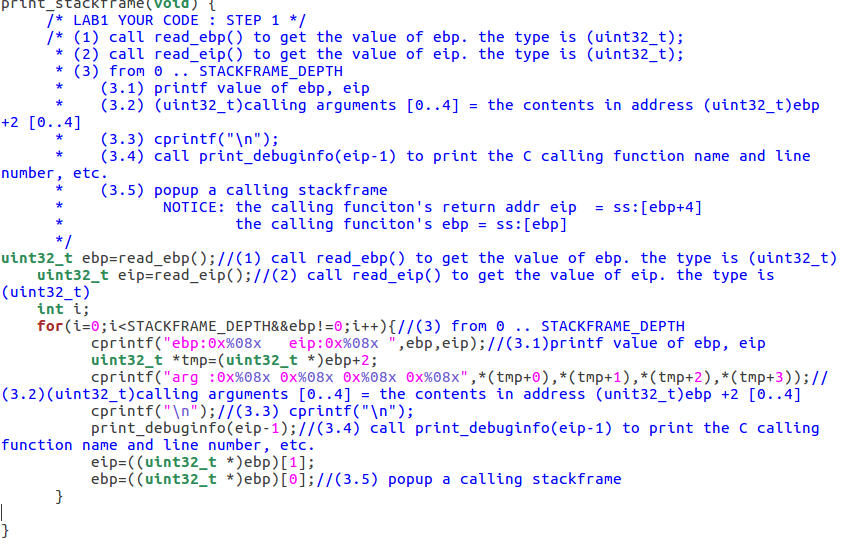 print_stackframe(void) {
/* LAB1 YOUR CODE : STEP 1 */
/* (1) call read_ebp() to get the value of ebp. the type is (uint32_t);
* (2) call read_eip() to get the value of eip. the type is (uint32_t);
* (3) from 0 .. STACKFRAME_DEPTH
* (3.1) printf value of ebp, eip
* (3.2) (uint32_t)calling arguments [0..4] = the contents in address (uint32_t)ebp
+2 [0..4]
* (3.3) cprintf("\n");
* (3.4) call print_debuginfo(eip-1) to print the C calling function name and line
number, etc.
* (3.5) popup a calling stackframe
* NOTICE: the calling funciton's return addr eip = ss:[ebp+4]
* the calling funciton's ebp = ss:[ebp]
*/
uint32_t ebp=read_ebp();//(1) call read_ebp() to get the value of ebp. the type is (uint32_t)
uint32_t eip=read_eip();//(2) call read_eip() to get the value of eip. the type is
(uint32_t)
int i;
for(i=0;i<STACKFRAME_DEPTH&&ebp!=0;i++){//(3) from 0 .. STACKFRAME_DEPTH
cprintf("ebp:0x%08x eip:0x%08x ",ebp,eip);//(3.1)printf value of ebp, eip
uint32_t *tmp=(uint32_t *)ebp+2;
cprintf("arg :0x%08x 0x%08x 0x%08x 0x%08x",*(tmp+0),*(tmp+1),*(tmp+2),*(tmp+3));//
(3.2)(uint32_t)calling arguments [0..4] = the contents in address (unit32_t)ebp +2 [0..4]
cprintf("\n");//(3.3) cprintf("\n");
print_debuginfo(eip-1);//(3.4) call print_debuginfo(eip-1) to print the C calling
function name and line number, etc.
eip=((uint32_t *)ebp)[1];
ebp=((uint32_t *)ebp)[0];//(3.5) popup a calling stackframe
}
}